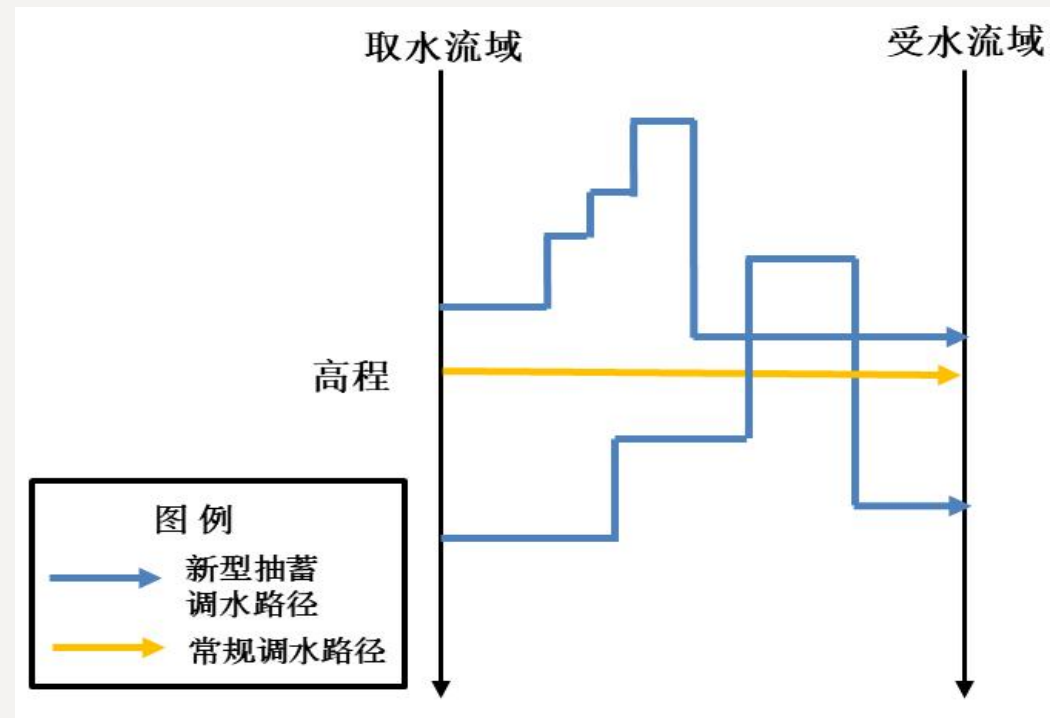 取水流域
受水流域
高程
图 例
新型抽蓄
调水路径
常规调水路径